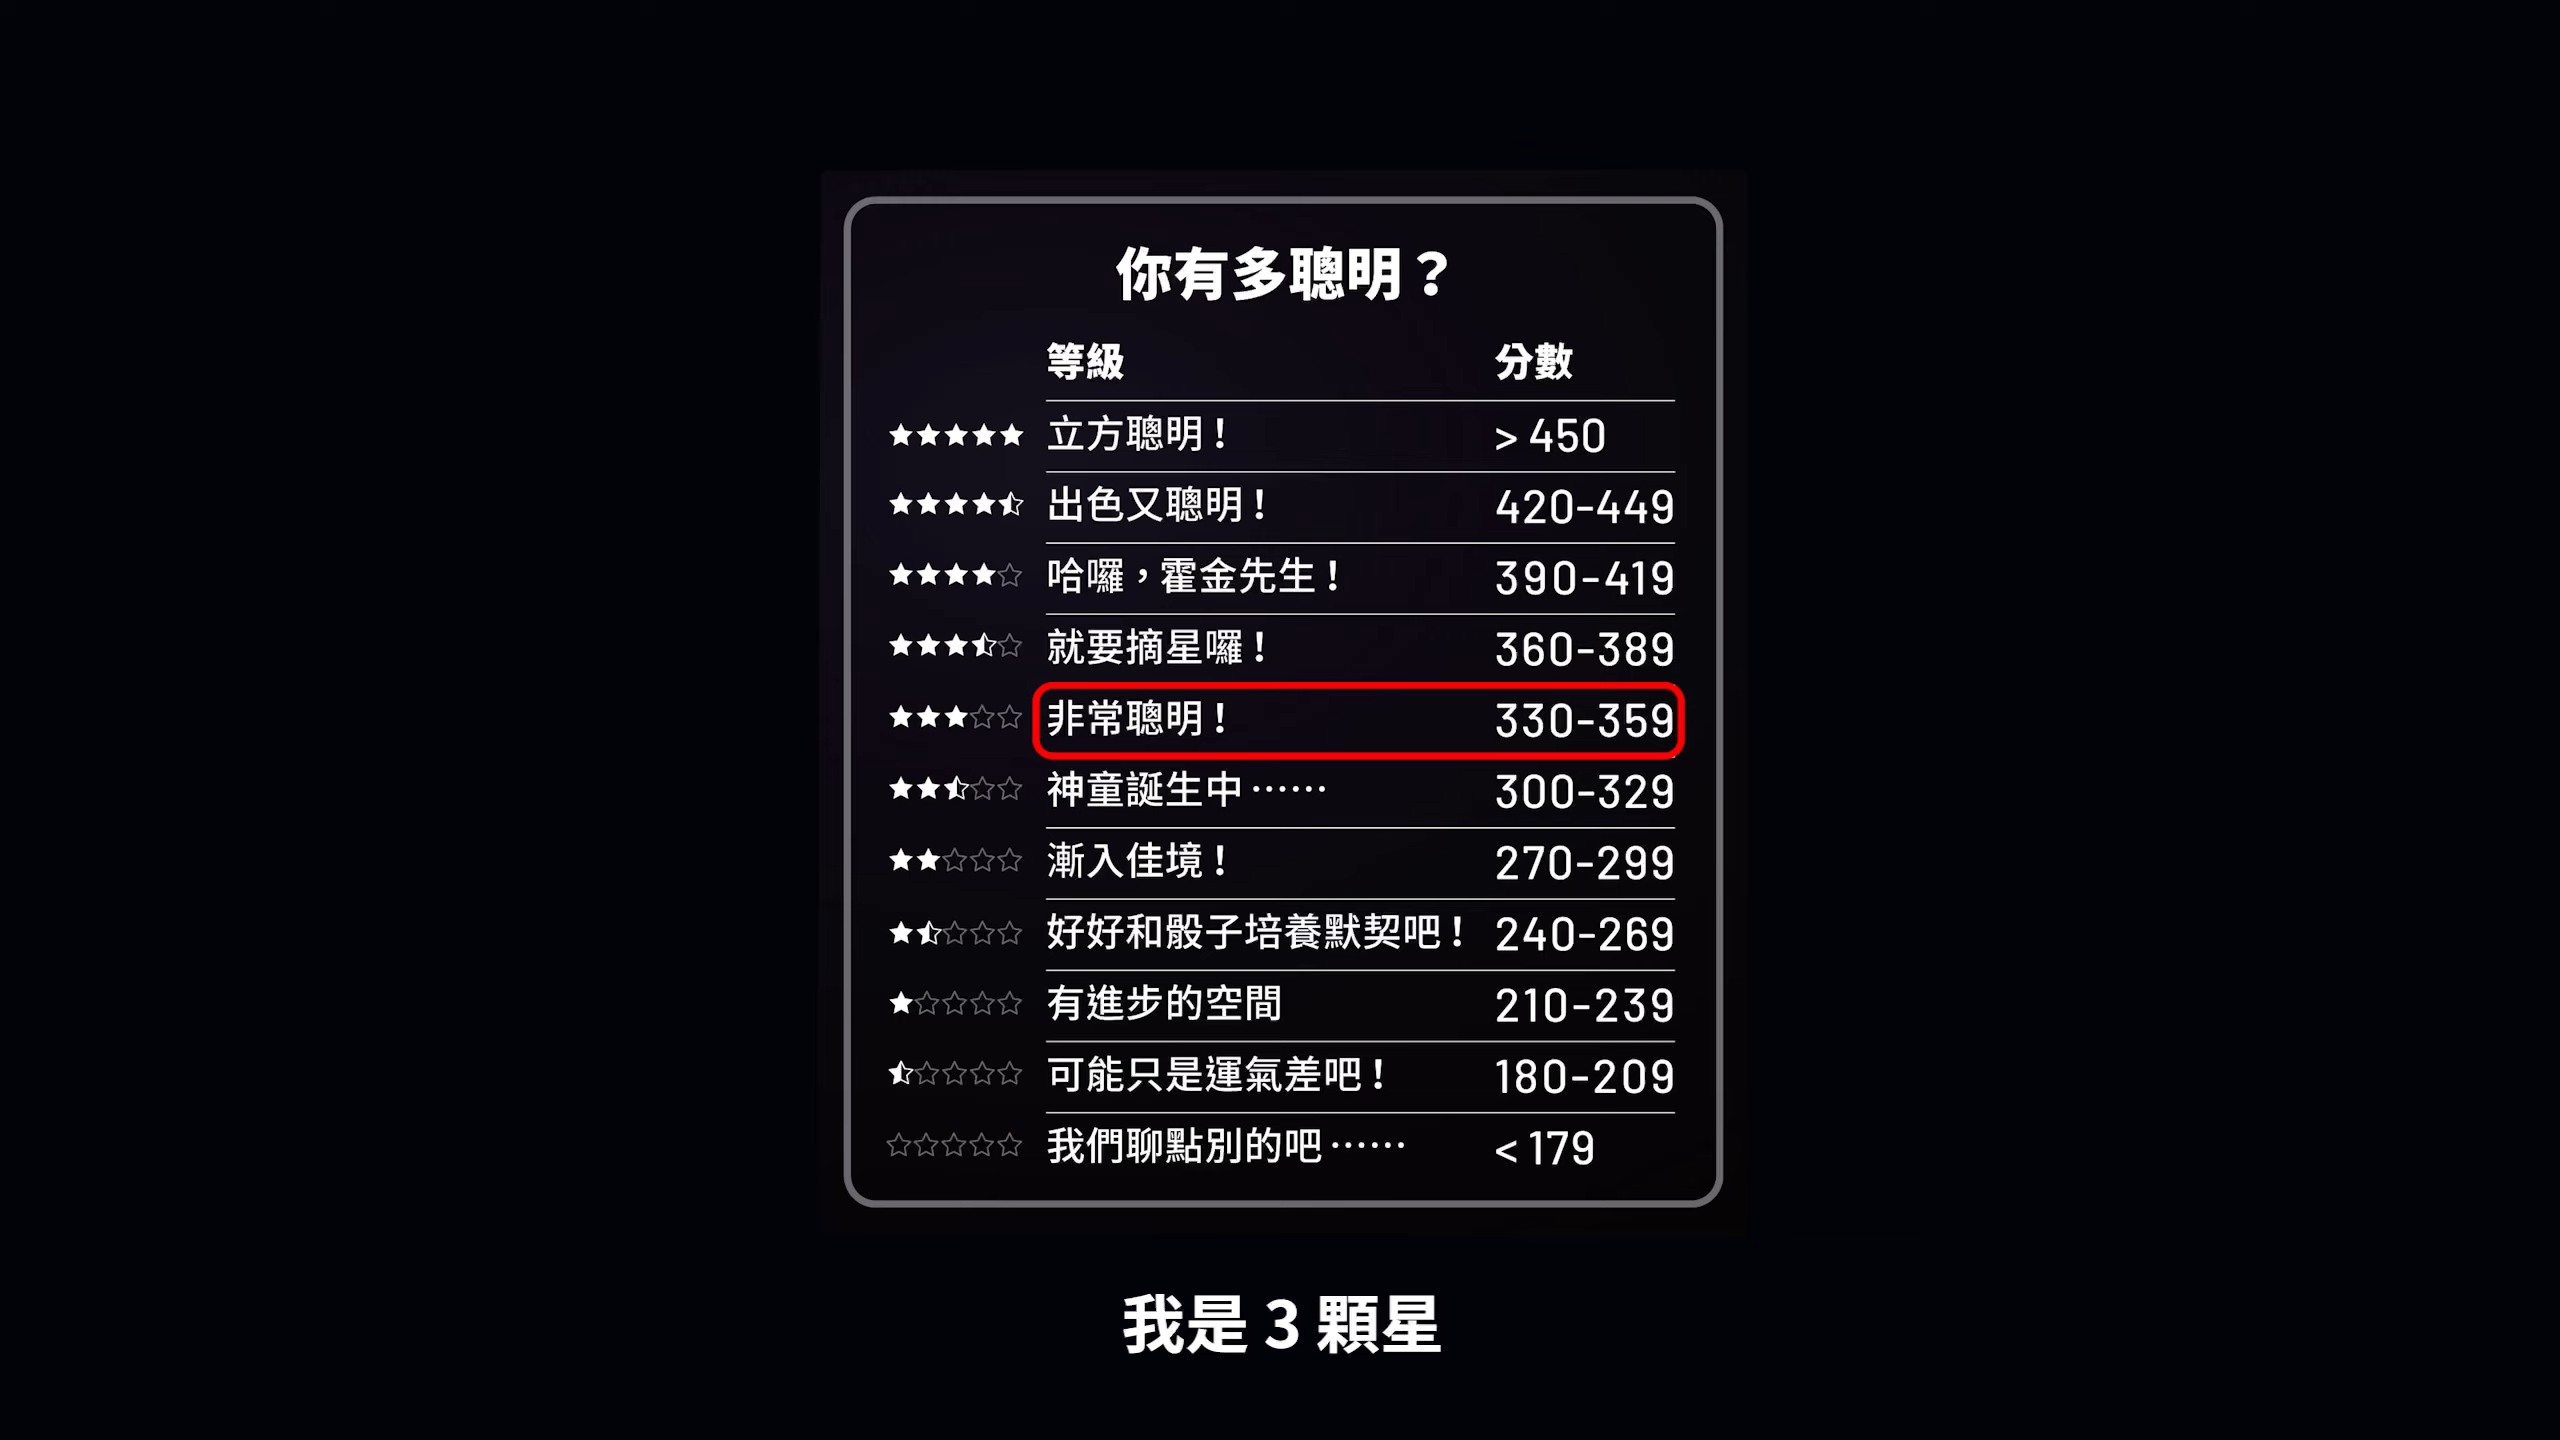 你有多聰明？
等級 分數
★★★★★ 立方聰明！ > 450
出色又聰明！ 420-449
★★★★☆ 哈囉，霍金先生！ 390-419
就要摘星囉！ 360-389
★★★☆☆ 非常聰明！ 330-359
神童誕生中…… 300-329
★★☆☆☆ 漸入佳境！ 270-299
好好和骰子培養默契吧！ 240-269
★☆☆☆☆ 有進步的空間 210-239
可能只是運氣差吧！ 180-209
☆☆☆☆☆ 我們聊點別的吧…… < 179
我是 3 顆星